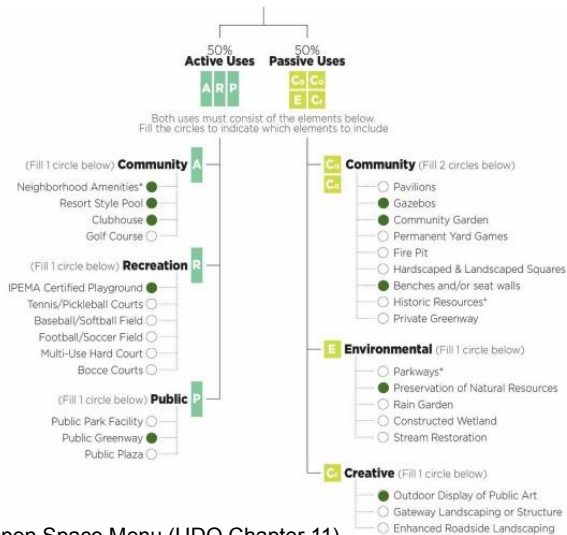 50% 50%
Active Uses Passive Uses
A R P
Co Co
E Cr
Both uses must consist of the elements below.
Fill the circles to indicate which elements to include
(Fill 1 circle below) Community A
Neighborhood Amenities*
Resort Style Pool
Clubhouse
Golf Course
(Fill 1 circle below) Recreation R
IPEMA Certified Playground
Tennis/Pickleball Courts
Baseball/Softball Field
Football/Soccer Field
Multi-Use Hard Court
Bocce Courts
(Fill 1 circle below) Public P
Public Park Facility
Public Greenway
Public Plaza
Co Community (Fill 2 circles below)
Co
Pavilions
Gazebos
Community Garden
Permanent Yard Games
Fire Pit
Hardscaped & Landscaped Squares
Benches and/or seat walls
Historic Resources*
Private Greenway
E Environmental (Fill 1 circle below)
Parkways*
Preservation of Natural Resources
Rain Garden
Constructed Wetland
Stream Restoration
Cr Creative (Fill 1 circle below)
Outdoor Display of Public Art
Gateway Landscaping or Structure
Enhanced Roadside Landscaping
Open Space Menu (UDO Chapter 11)